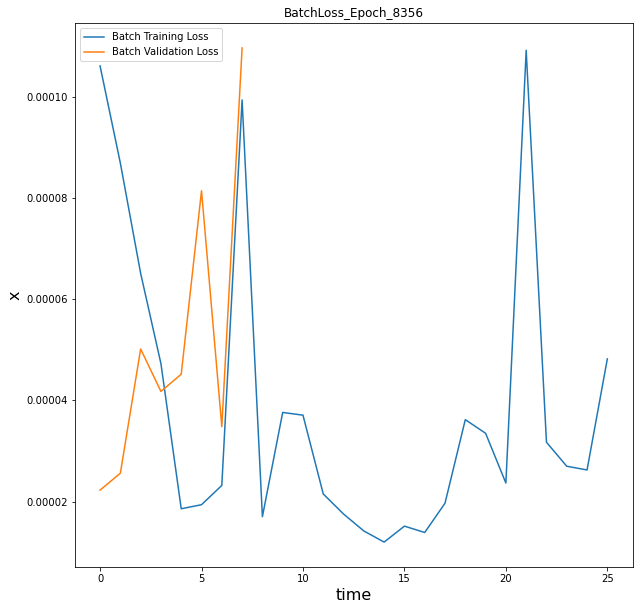 BatchLoss_Epoch_8356
Batch Training Loss
Batch Validation Loss
0.00010
0.00008
0.00006
0.00004
0.00002
x
0 5 10 15 20 25
time